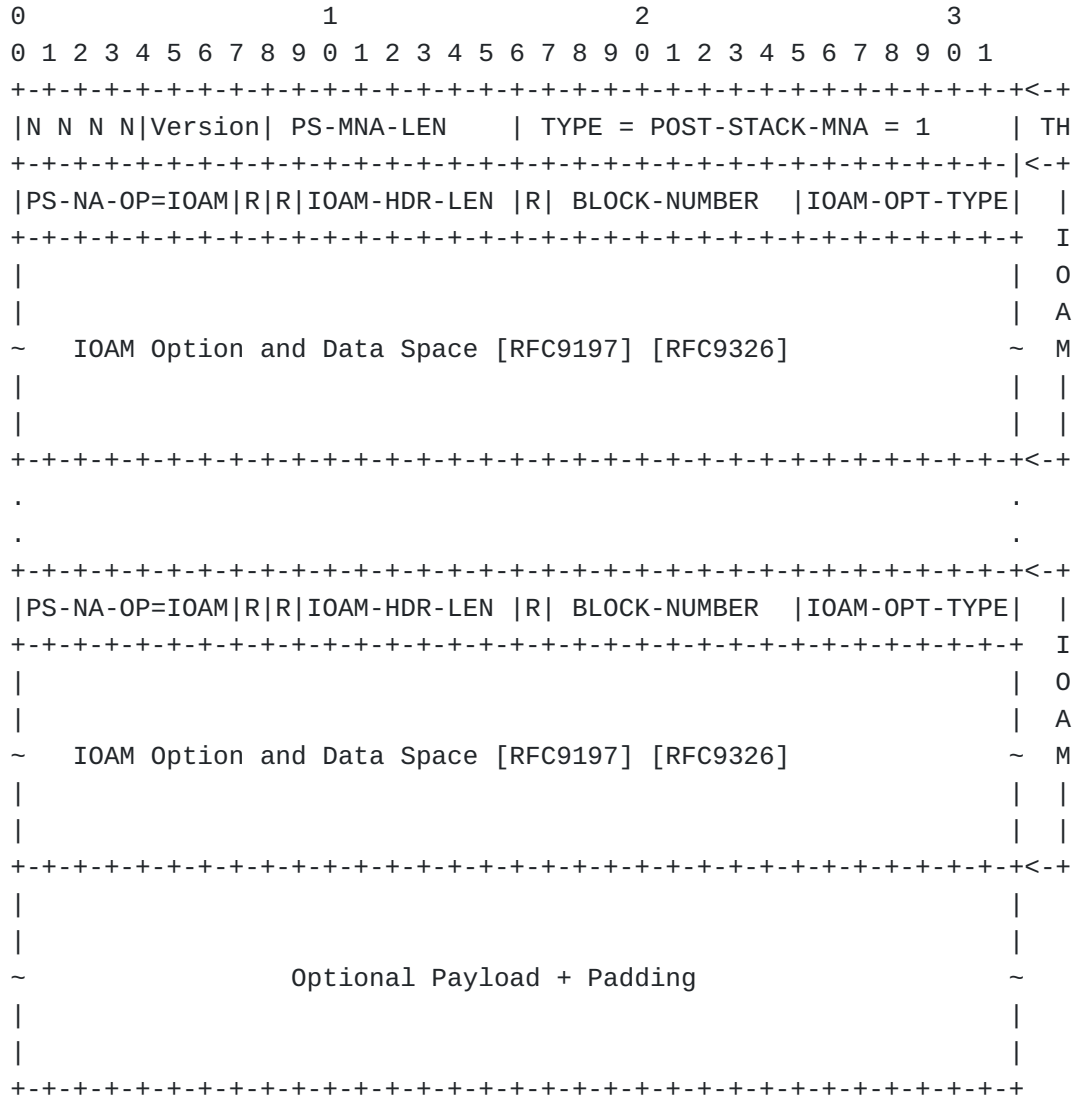 0                   1                   2                   3
0 1 2 3 4 5 6 7 8 9 0 1 2 3 4 5 6 7 8 9 0 1 2 3 4 5 6 7 8 9 0 1
+-+-+-+-+-+-+-+-+-+-+-+-+-+-+-+-+-+-+-+-+-+-+-+-+-+-+-+-+-+-+-+-+<-+
|N N N N|Version| PS-MNA-LEN    | TYPE = POST-STACK-MNA = 1     | TH
+-+-+-+-+-+-+-+-+-+-+-+-+-+-+-+-+-+-+-+-+-+-+-+-+-+-+-+-+-+-+-+-|<-+
|PS-NA-OP=IOAM|R|R|IOAM-HDR-LEN |R| BLOCK-NUMBER  |IOAM-OPT-TYPE|  |
+-+-+-+-+-+-+-+-+-+-+-+-+-+-+-+-+-+-+-+-+-+-+-+-+-+-+-+-+-+-+-+-+  I
|                                                               |  O
|                                                               |  A
~   IOAM Option and Data Space [RFC9197] [RFC9326]              ~  M
|                                                               |  |
|                                                               |  |
+-+-+-+-+-+-+-+-+-+-+-+-+-+-+-+-+-+-+-+-+-+-+-+-+-+-+-+-+-+-+-+-+<-+
.                                                               .
.                                                               .
+-+-+-+-+-+-+-+-+-+-+-+-+-+-+-+-+-+-+-+-+-+-+-+-+-+-+-+-+-+-+-+-+<-+
|PS-NA-OP=IOAM|R|R|IOAM-HDR-LEN |R| BLOCK-NUMBER  |IOAM-OPT-TYPE|  |
+-+-+-+-+-+-+-+-+-+-+-+-+-+-+-+-+-+-+-+-+-+-+-+-+-+-+-+-+-+-+-+-+  I
|                                                               |  O
|                                                               |  A
~   IOAM Option and Data Space [RFC9197] [RFC9326]              ~  M
|                                                               |  |
|                                                               |  |
+-+-+-+-+-+-+-+-+-+-+-+-+-+-+-+-+-+-+-+-+-+-+-+-+-+-+-+-+-+-+-+-+<-+
|                                                               |
|                                                               |
~                 Optional Payload + Padding                    ~
|                                                               |
|                                                               |
+-+-+-+-+-+-+-+-+-+-+-+-+-+-+-+-+-+-+-+-+-+-+-+-+-+-+-+-+-+-+-+-+